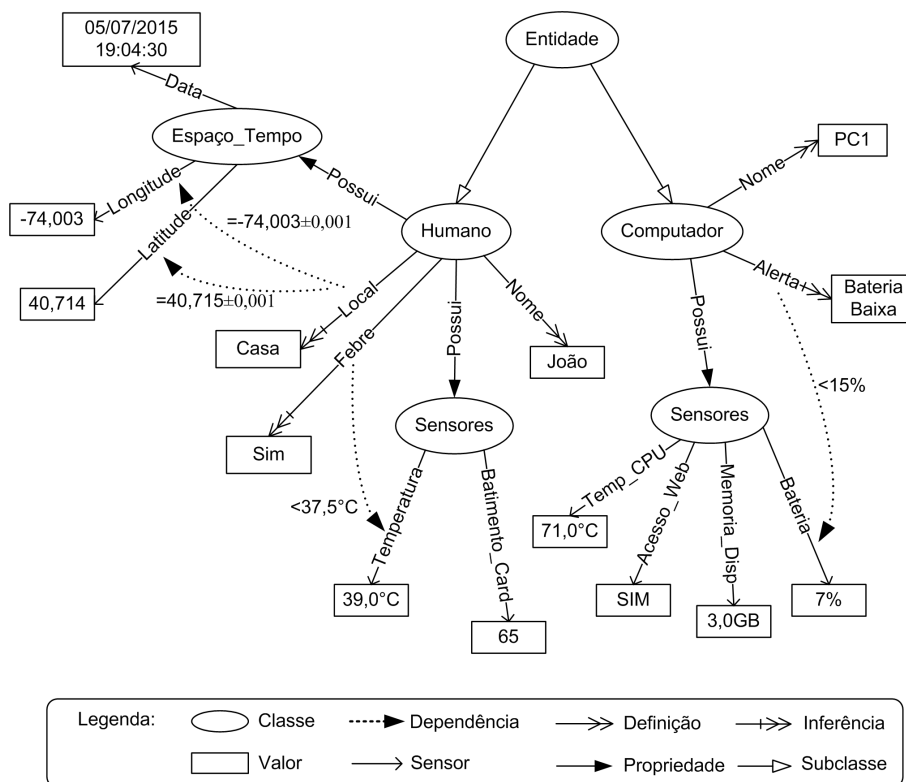 05/07/2015
19:04:30
Entidade
Data
Espaço_Tempo
PC1
Nome
Longitude
Possui
-74,003
=-74,003±0,001
Latitude
Humano
Computador
40,714
=40,715±0,001
Local
Nome
Alerta
Bateria
Baixa
Casa
Febre
Possui
João
Possui
<15%
Sim
Sensores
Sensores
<37,5°C
Temperatura
Batimento_Card
Temp_CPU
Acesso_Web
Memoria_Disp
Bateria
71,0°C
39,0°C
65
SIM
3,0GB
7%
Legenda:
Classe
Dependência
Definição
Inferência
Valor
Sensor
Propriedade
Subclasse